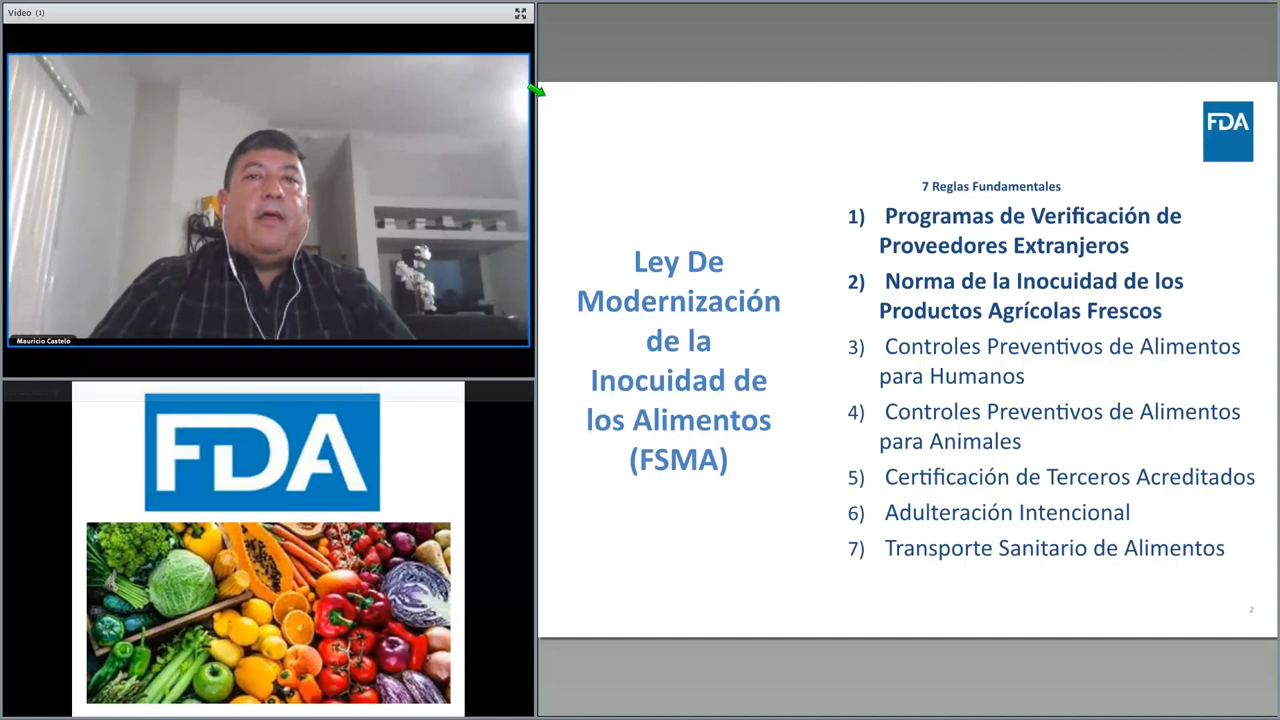 Video (1)
Mauricio Castelo
FDA
FDA
7 Reglas Fundamentales
Ley De
Modernización
de la
Inocuidad de
los Alimentos
(FSMA)
1) Programas de Verificación de
Proveedores Extranjeros
2) Norma de la Inocuidad de los
Productos Agrícolas Frescos
3) Controles Preventivos de Alimentos
para Humanos
4) Controles Preventivos de Alimentos
para Animales
5) Certificación de Terceros Acreditados
6) Adulteración Intencional
7) Transporte Sanitario de Alimentos
2